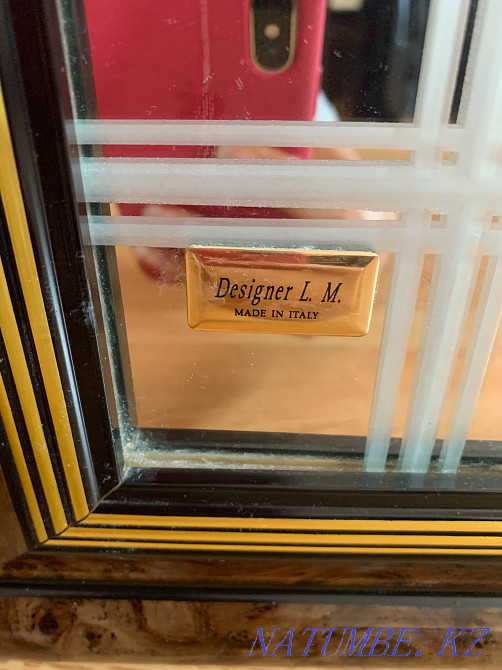 Designer L. M.
MADE IN ITALY
NATUMBE. KZ